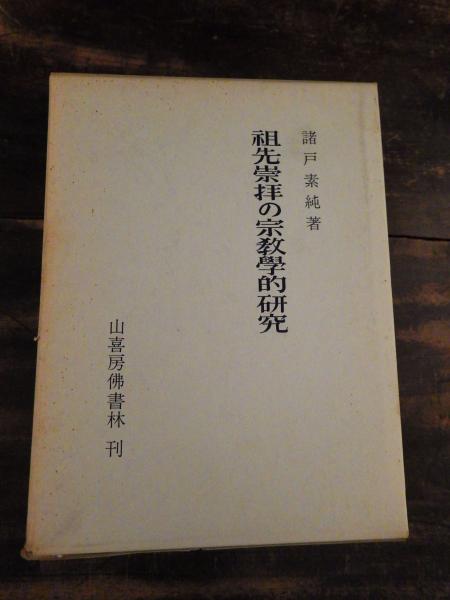 諸戸素純著
祖先崇拝の宗教學的研究
山喜房佛書林 刊